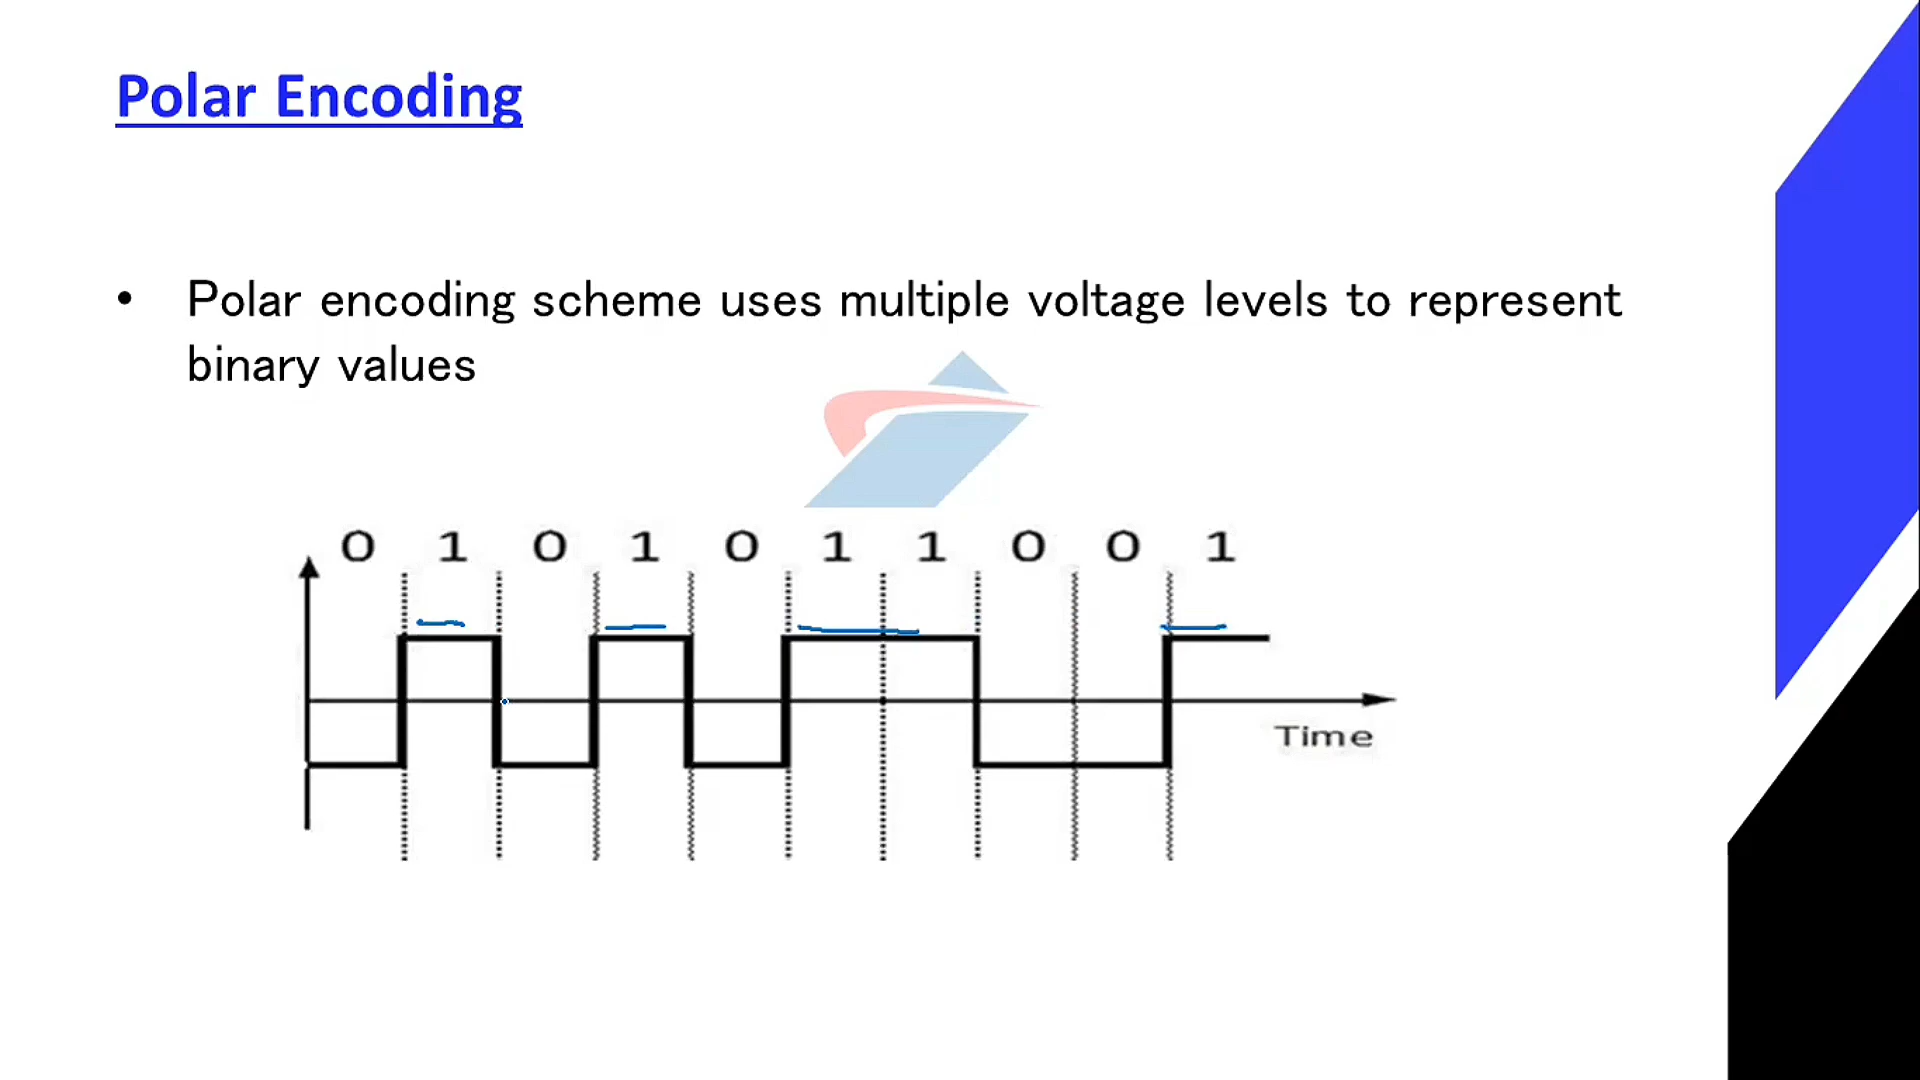 Polar Encoding
• Polar encoding scheme uses multiple voltage levels to represent
binary values
0 1 0 1 0 1 1 0 0 1
Time